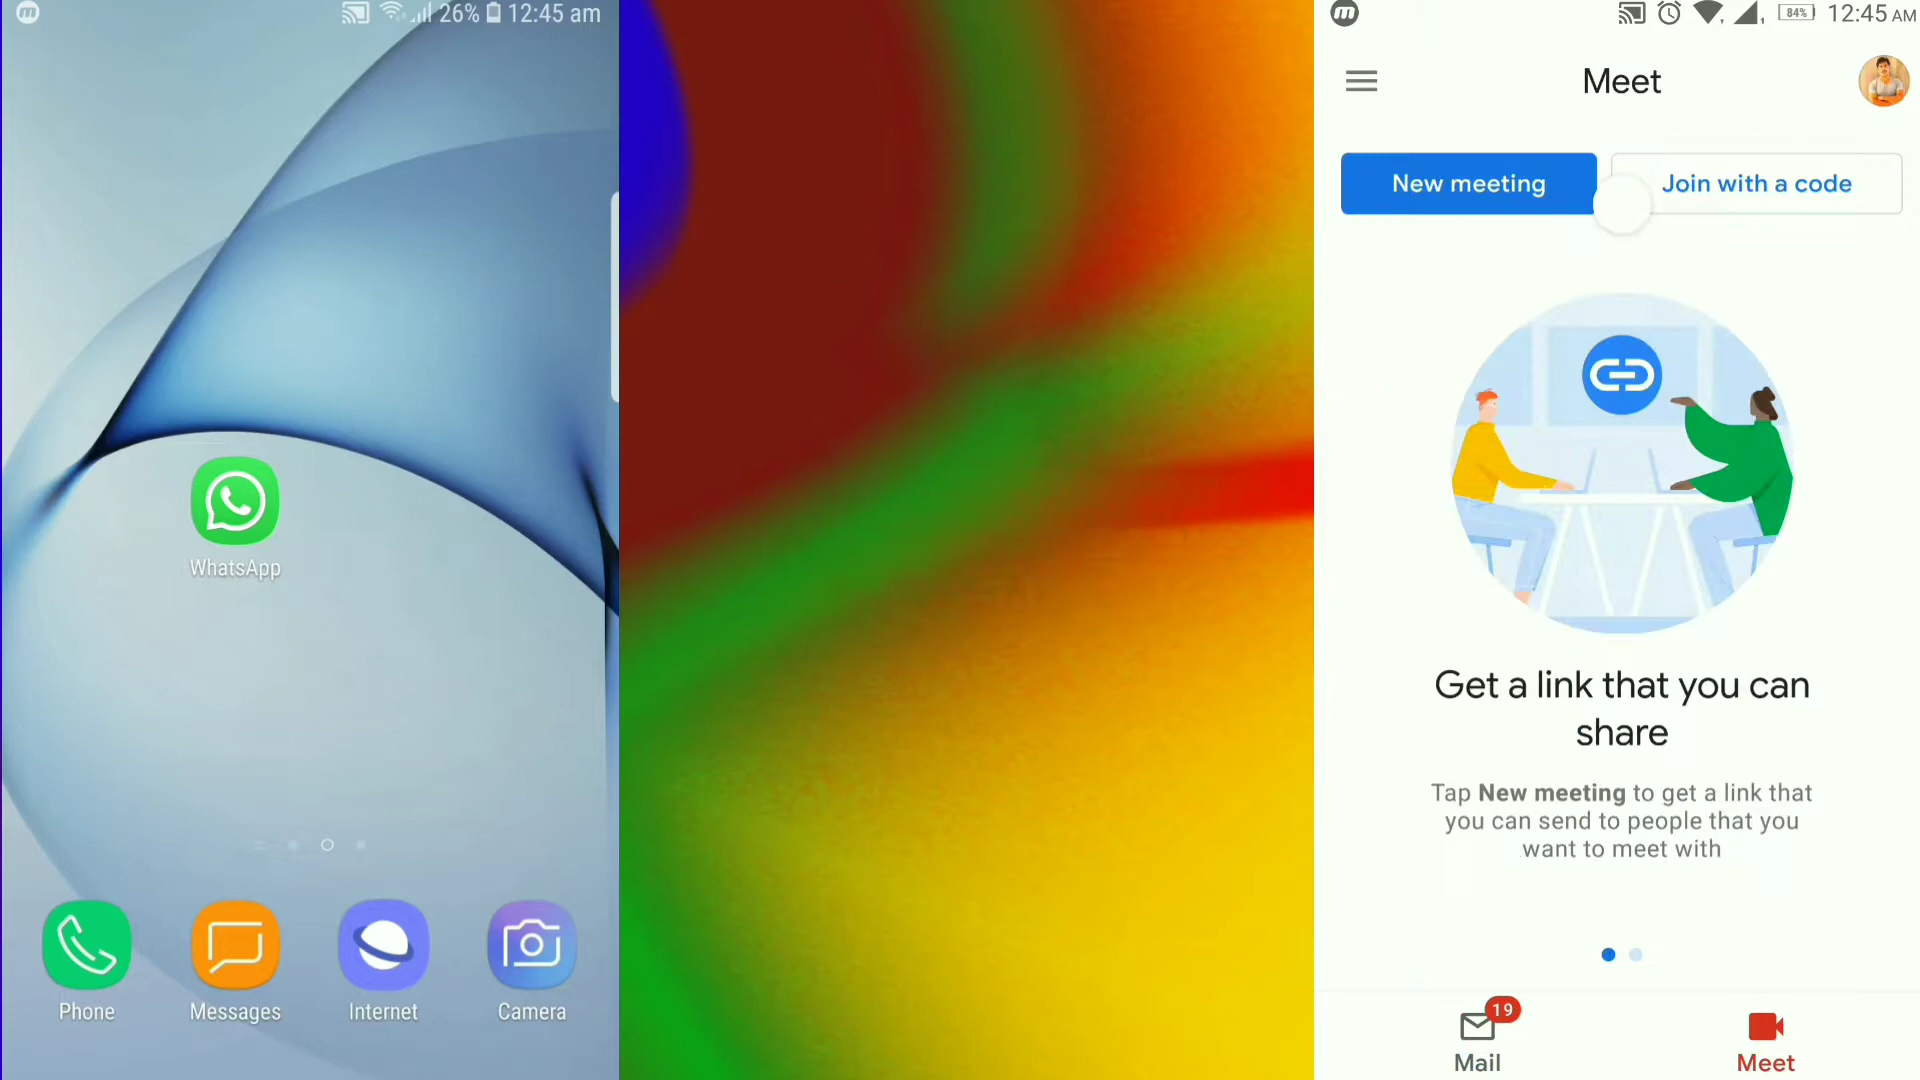 26% 12:45 am
WhatsApp
Phone Messages Internet Camera
84% 12:45 AM
Meet
New meeting Join with a code
Get a link that you can
share
Tap New meeting to get a link that
you can send to people that you
want to meet with
19
Mail Meet